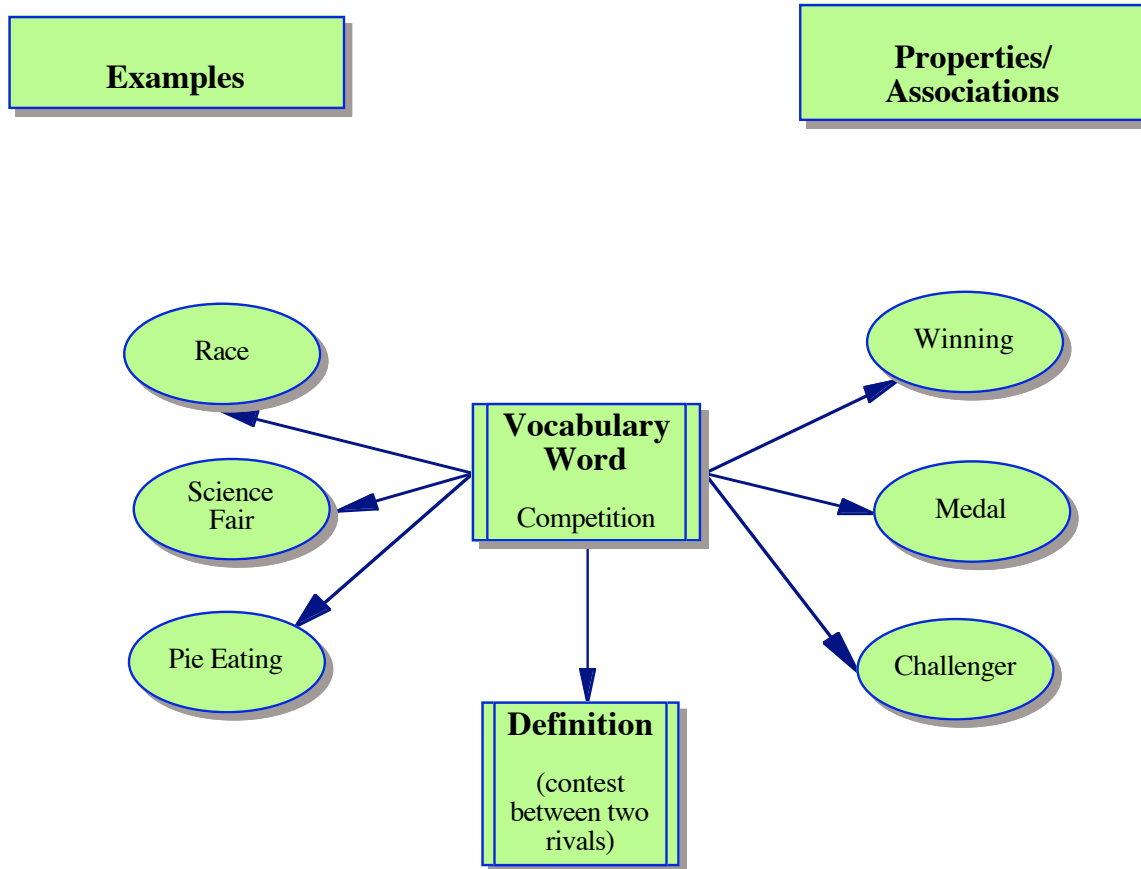 Examples
Properties/
Associations
Race
Winning
Vocabulary
Word
Competition
Science
Fair
Medal
Pie Eating
Challenger
Definition
(contest
between two
rivals)